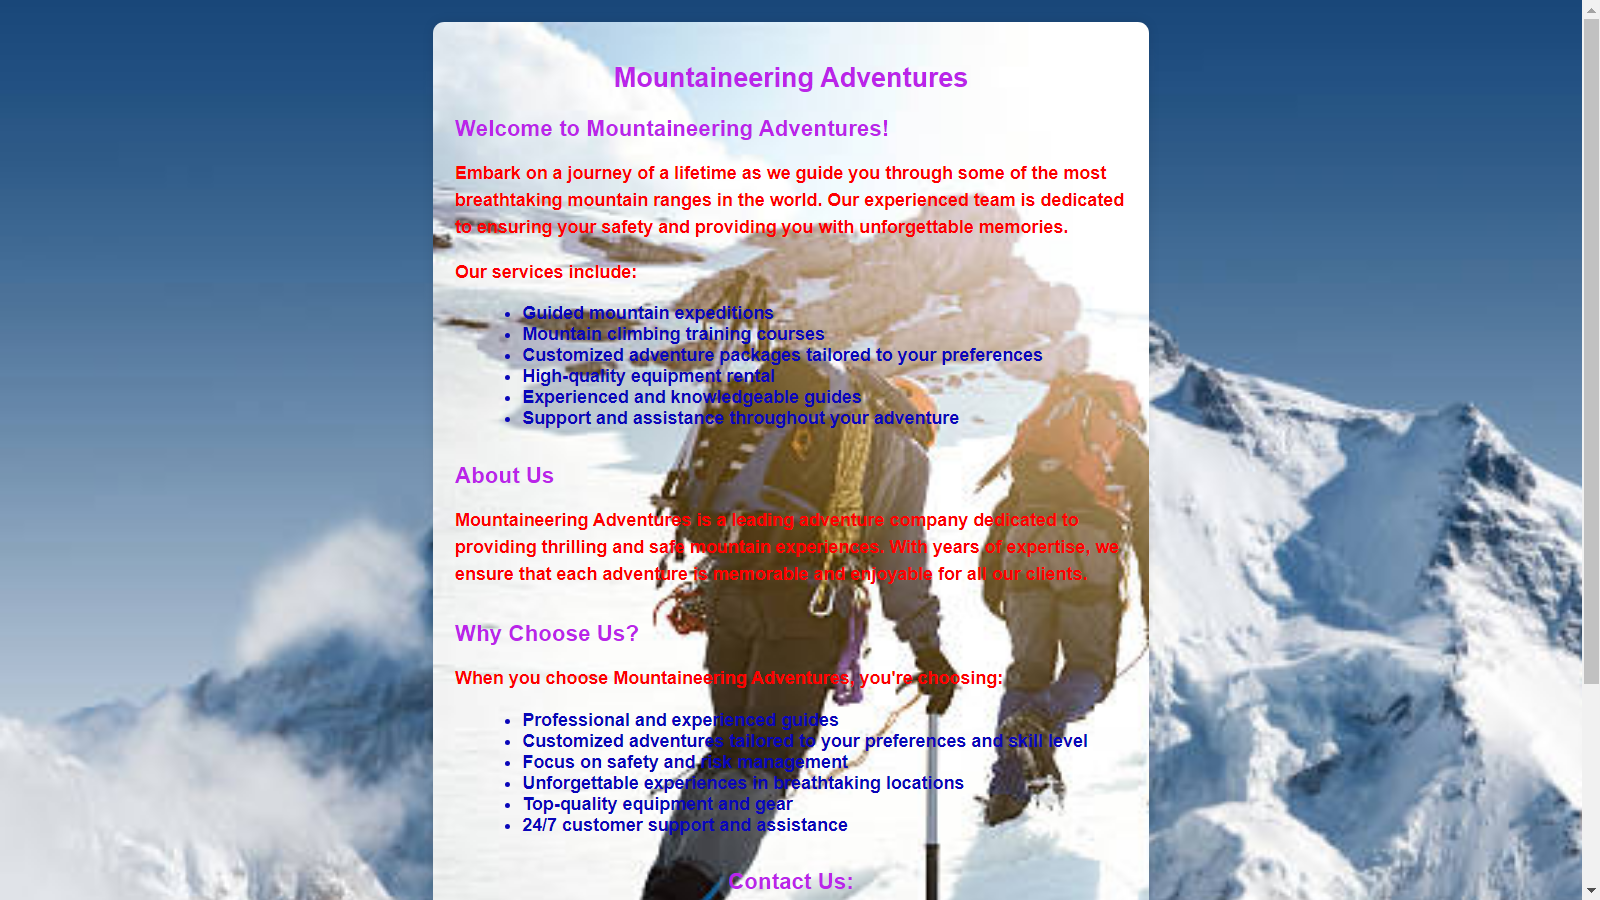 Mountaineering Adventures
Welcome to Mountaineering Adventures!
Embark on a journey of a lifetime as we guide you through some of the most
breathtaking mountain ranges in the world. Our experienced team is dedicated
to ensuring your safety and providing you with unforgettable memories.
Our services include:
• Guided mountain expeditions
• Mountain climbing training courses
• Customized adventure packages tailored to your preferences
• High-quality equipment rental
• Experienced and knowledgeable guides
• Support and assistance throughout your adventure
About Us
Mountaineering Adventures is a leading adventure company dedicated to
providing thrilling and safe mountain experiences. With years of expertise, we
ensure that each adventure is memorable and enjoyable for all our clients.
Why Choose Us?
When you choose Mountaineering Adventures, you're choosing:
• Professional and experienced guides
• Customized adventures tailored to your preferences and skill level
• Focus on safety and risk management
• Unforgettable experiences in breathtaking locations
• Top-quality equipment and gear
• 24/7 customer support and assistance
Contact Us: